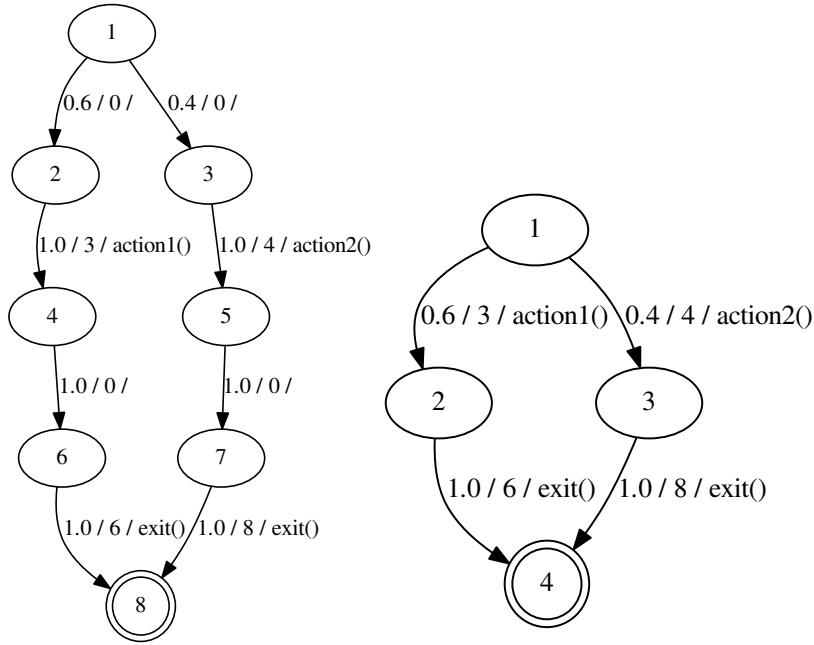 1
0.6 / 0 /
0.4 / 0 /
2
3
1.0 / 3 / action1()
1.0 / 4 / action2()
4
5
1.0 / 0 /
1.0 / 0 /
6
7
1.0 / 6 / exit()
1.0 / 8 / exit()
8
1
0.6 / 3 / action1()
0.4 / 4 / action2()
2
3
1.0 / 6 / exit()
1.0 / 8 / exit()
4